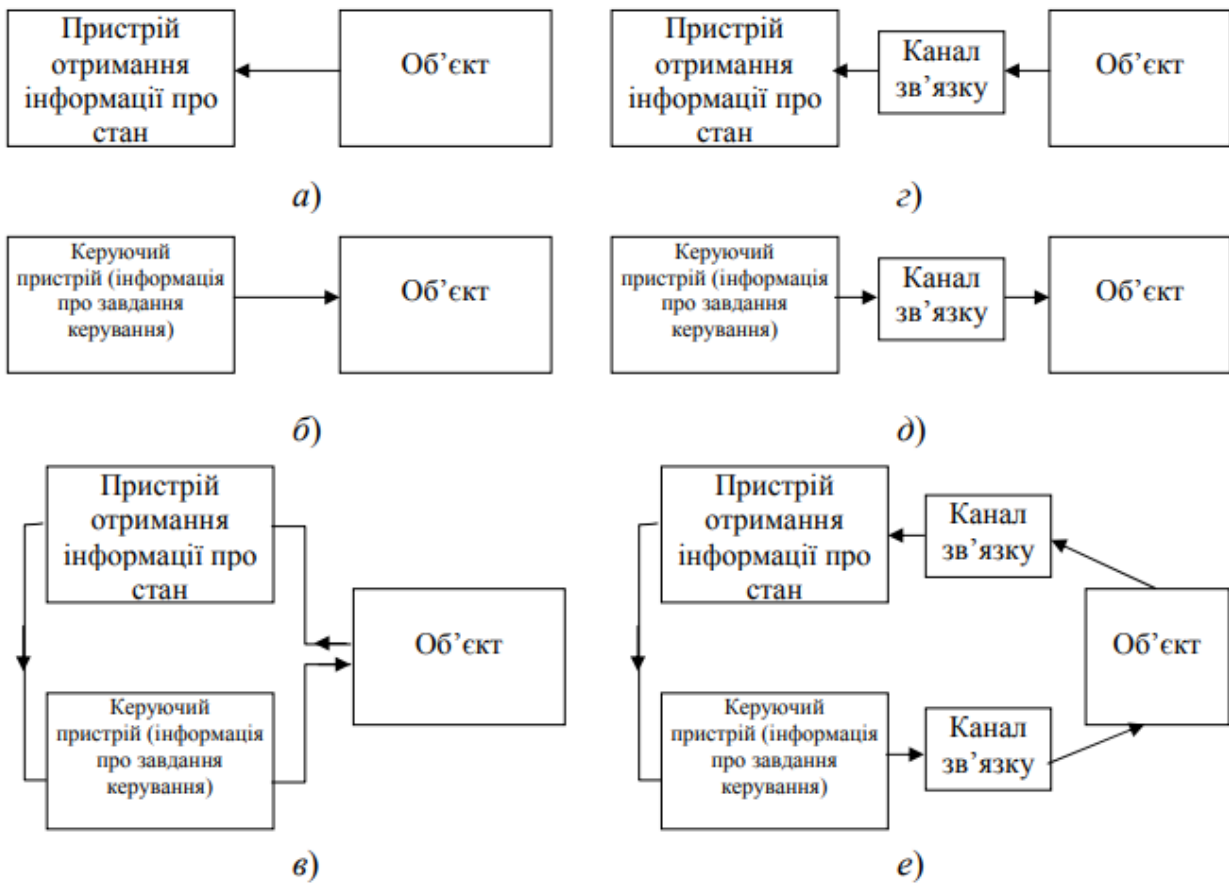 Пристрій
отримання
інформації про
стан
Об’єкт
а)
Пристрій
отримання
інформації про
стан
Канал
зв’язку
Об’єкт
г)
Керуючий
пристрій (інформація
про завдання
керування)
Об’єкт
б)
Керуючий
пристрій (інформація
про завдання
керування)
Канал
зв’язку
Об’єкт
д)
Пристрій
отримання
інформації про
стан
Об’єкт
Керуючий
пристрій (інформація
про завдання
керування)
в)
Пристрій
отримання
інформації про
стан
Канал
зв’язку
Об’єкт
Керуючий
пристрій (інформація
про завдання
керування)
Канал
зв’язку
е)